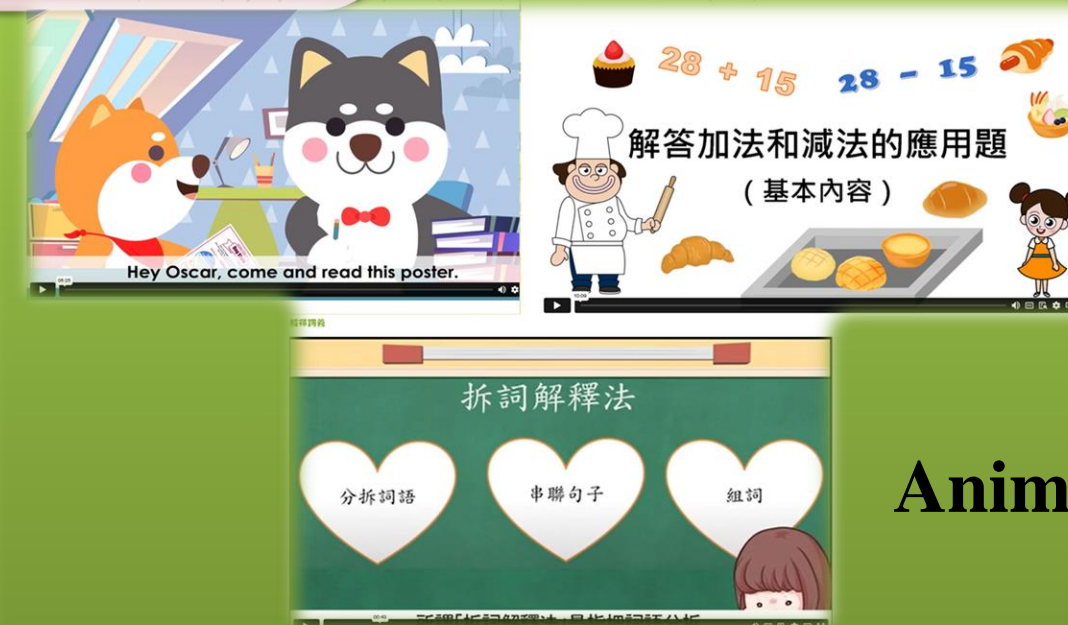 Hey Oscar, come and read this poster.
28 + 15
28 - 15
解答加法和減法的應用題
(基本內容)
10:09
拆詞解釋法
分拆詞語
串聯句子
組詞
Anim